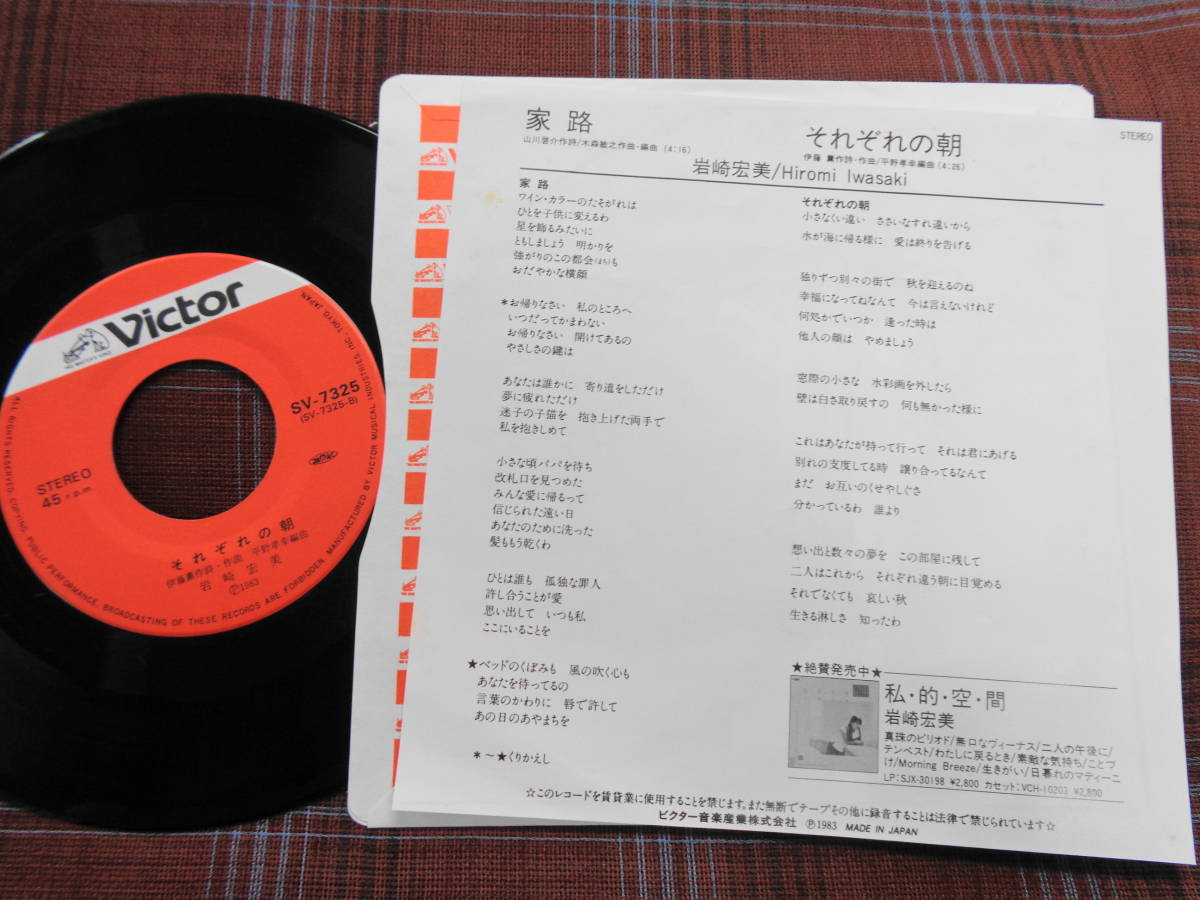 Victor
"HIS MASTER'S VOICE"
SV-7325
(SV-7325-B)
STEREO
45 r.p.m.
それぞれの朝
伊藤薫作詩・作曲 平野孝幸編曲
岩崎宏美
Ⓟ1983
ALL RIGHTS RESERVED. COPYING, PUBLIC PERFORMANCE, BROADCASTING OF THESE RECORDS ARE FORBIDDEN. MANUFACTURED BY VICTOR MUSICAL INDUSTRIES, INC. TOKYO, JAPAN
STEREO
家路
山川啓介作詩/木森敏之作曲・編曲 (4:16)
それぞれの朝
伊藤 薫作詩・作曲/平野孝幸編曲 (4:26)
岩崎宏美/Hiromi Iwasaki
家路
ワイン・カラーのたそがれは
ひとを子供に変えるわ
星を飾るみたいに
ともしましょう 明かりを
強がりのこの都会(まち)も
おだやかな横顔
*お帰りなさい 私のところへ
いつだってかまわない
お帰りなさい 開けてあるの
やさしさの鍵は
あなたは誰かに 寄り道をしただけ
夢に疲れただけ
迷子の子猫を 抱き上げた両手で
私を抱きしめて
小さな頃パパを待ち
改札口を見つめた
みんな愛に帰るって
信じられた遠い日
あなたのために洗った
髪ももう乾くわ
ひとは誰も 孤独な罪人
許し合うことが愛
思い出して いつも私
ここにいることを
★ベッドのくぼみも 風の吹く心も
あなたを待ってるの
言葉のかわりに 唇で許して
あの日のあやまちを
*〜★くりかえし
それぞれの朝
小さなくい違い ささいなすれ違いから
水が海に帰る様に 愛は終りを告げる
独りずつ別々の街で 秋を迎えるのね
幸福になってねなんて 今は言えないけれど
何処かでいつか 逢った時は
他人の顔は やめましょう
窓際の小さな 水彩画を外したら
壁は白さ取り戻すの 何も無かった様に
これはあなたが持って行って それは君にあげる
別れの支度してる時 譲り合ってるなんて
まだ お互いのくせやしぐさ
分かっているわ 誰より
想い出と数々の夢を この部屋に残して
二人はこれから それぞれ違う朝に目覚める
それでなくても 哀しい秋
生きる淋しさ 知ったわ
★絶賛発売中★
私・的・空・間
岩崎宏美
真珠のピリオド/無口なヴィーナス/二人の午後に/
テンペスト/わたしに戻るとき/素敵な気持ち/ことづ
け/Morning Breeze/生きがい/日暮れのマティーニ
LP:SJX-30198 ¥2,800 カセット:VCH-10203 ¥2,800
☆このレコードを賃貸業に使用することを禁じます。また無断でテープその他に録音することは法律で禁じられています☆
ビクター音楽産業株式会社 Ⓟ1983 MADE IN JAPAN